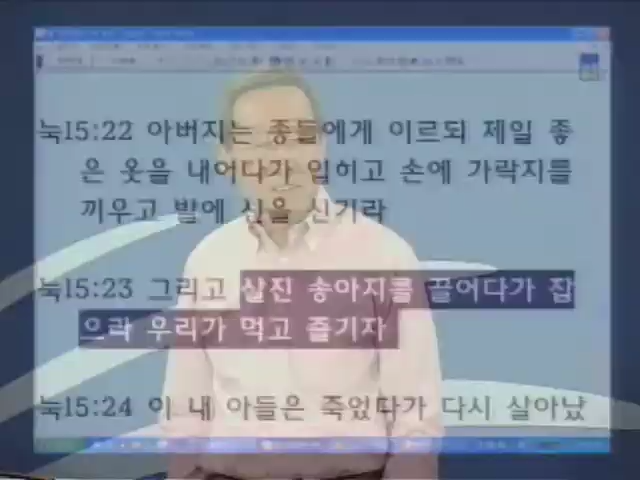 눅15:22 아버지는 종들에게 이르되 제일 좋
은 옷을 내어다가 입히고 손에 가락지를
끼우고 발에 신을 신기라
눅15:23 그리고 살진 송아지를 끌어다가 잡
으라 우리가 먹고 즐기자
눅15:24 이 내 아들은 죽었다가 다시 살아났